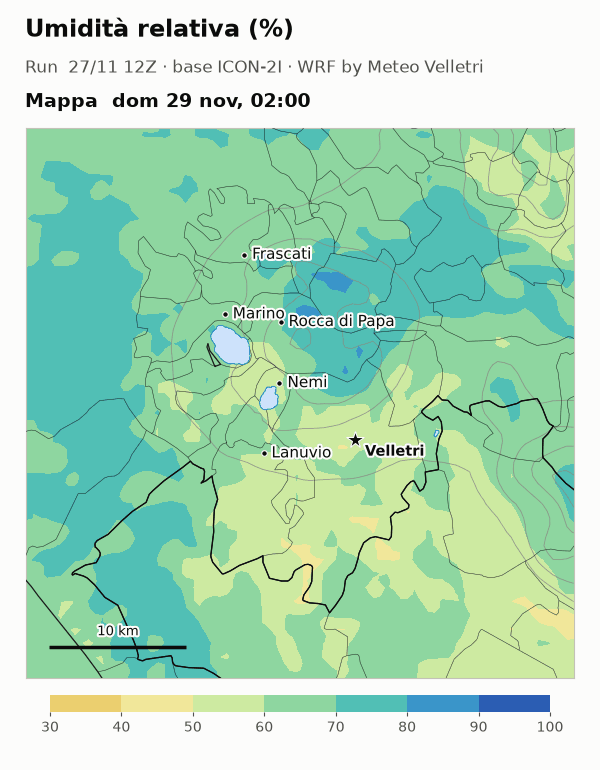 Umidità relativa (%)
Run  27/11 12Z · base ICON-2I · WRF by Meteo Velletri
Mappa  dom 29 nov, 02:00
Frascati
Marino
Rocca di Papa
Nemi
Velletri
Lanuvio
10 km
30 40 50 60 70 80 90 100